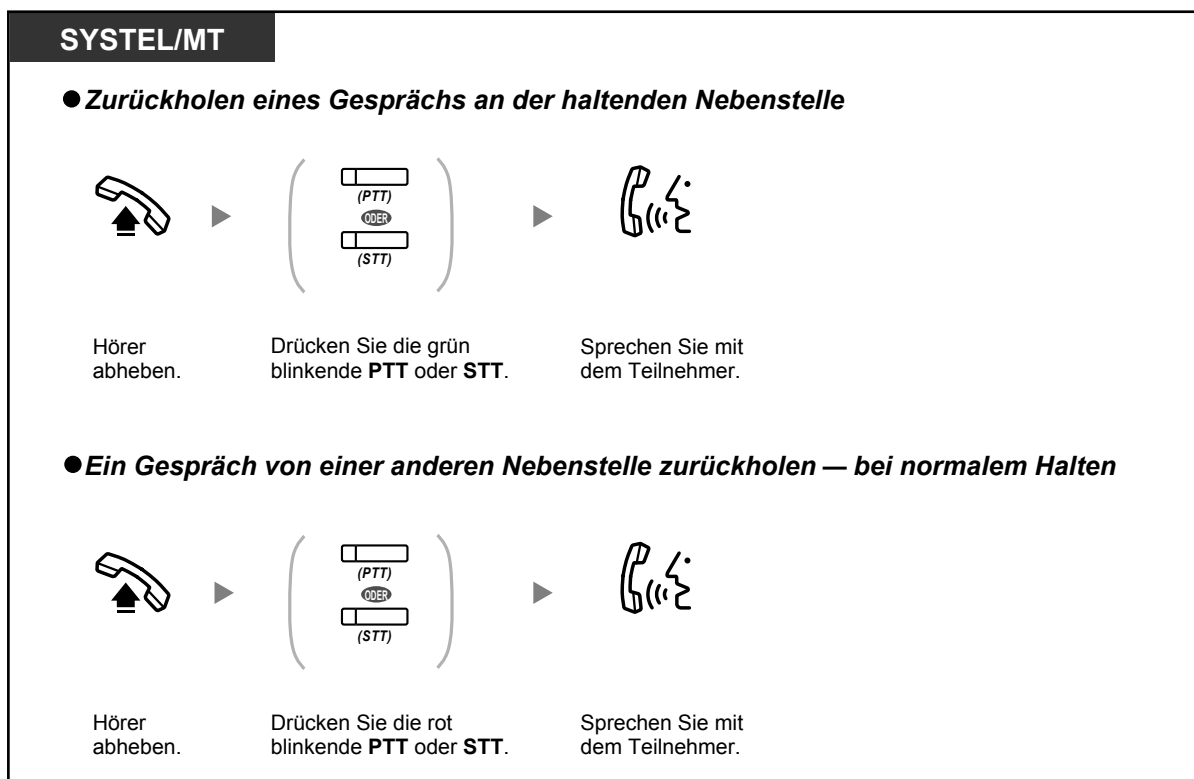 SYSTEL/MT
Zurückholen eines Gesprächs an der haltenden Nebenstelle
(PTT)
ODER
(STT)
Hörer
abheben.
Drücken Sie die grün
blinkende PTT oder STT.
Sprechen Sie mit
dem Teilnehmer.
Ein Gespräch von einer anderen Nebenstelle zurückholen — bei normalem Halten
(PTT)
ODER
(STT)
Hörer
abheben.
Drücken Sie die rot
blinkende PTT oder STT.
Sprechen Sie mit
dem Teilnehmer.